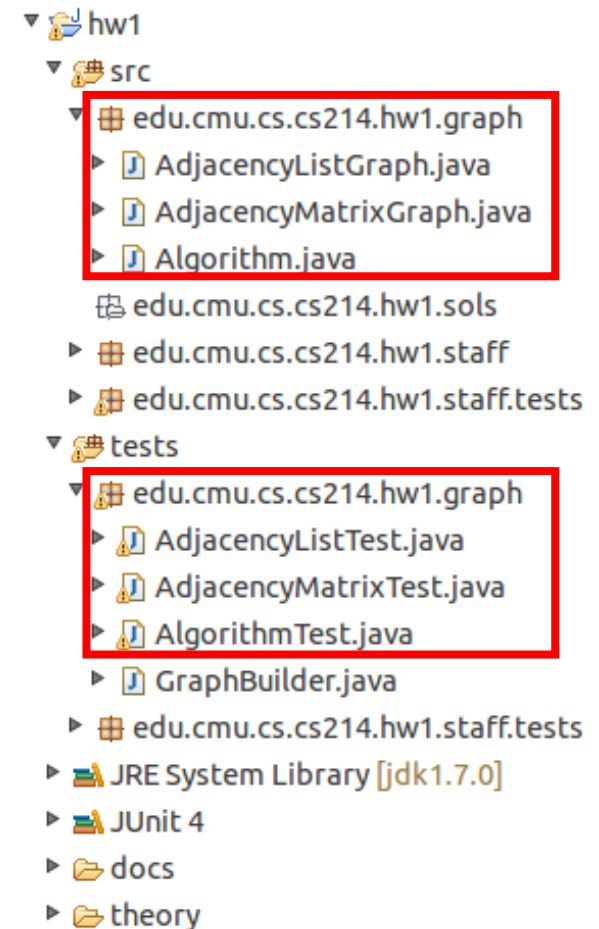 hw1
src
edu.cmu.cs.cs214.hw1.graph
AdjacencyListGraph.java
AdjacencyMatrixGraph.java
Algorithm.java
edu.cmu.cs.cs214.hw1.sols
edu.cmu.cs.cs214.hw1.staff
edu.cmu.cs.cs214.hw1.staff.tests
tests
edu.cmu.cs.cs214.hw1.graph
AdjacencyListTest.java
AdjacencyMatrixTest.java
AlgorithmTest.java
GraphBuilder.java
edu.cmu.cs.cs214.hw1.staff.tests
JRE System Library [jdk1.7.0]
JUnit 4
docs
theory